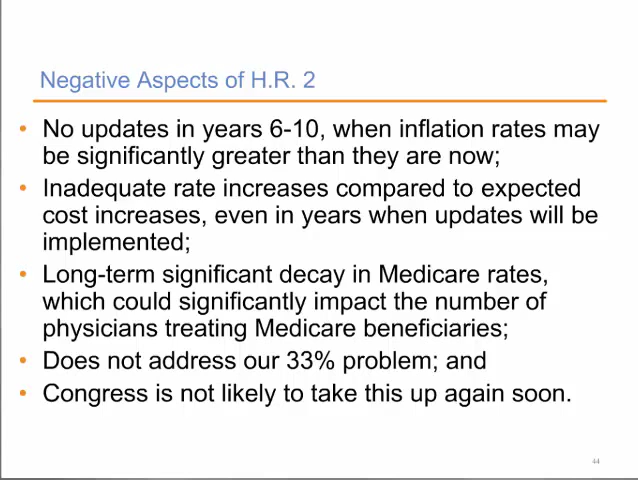 Negative Aspects of H.R. 2
• No updates in years 6-10, when inflation rates may
be significantly greater than they are now;
• Inadequate rate increases compared to expected
cost increases, even in years when updates will be
implemented;
• Long-term significant decay in Medicare rates,
which could significantly impact the number of
physicians treating Medicare beneficiaries;
• Does not address our 33% problem; and
• Congress is not likely to take this up again soon.
44